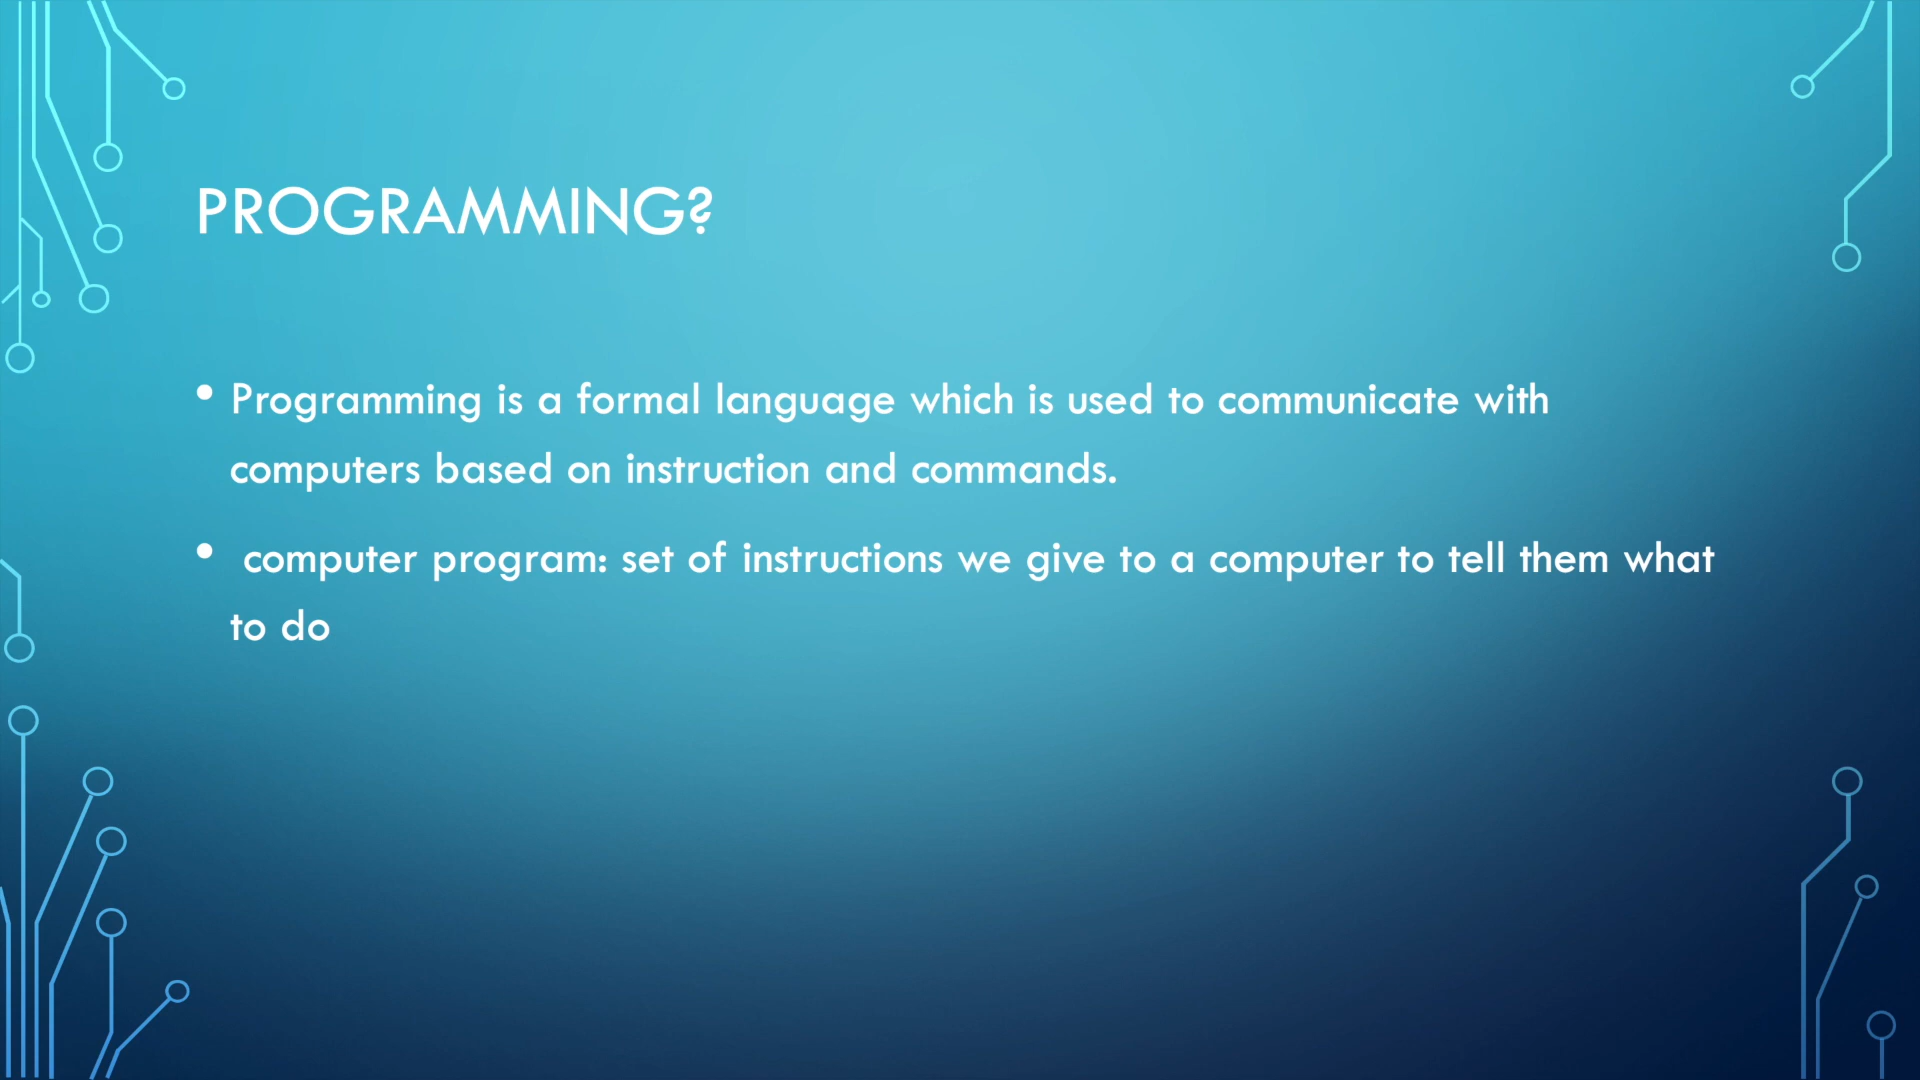 PROGRAMMING?
• Programming is a formal language which is used to communicate with
computers based on instruction and commands.
• computer program: set of instructions we give to a computer to tell them what
to do